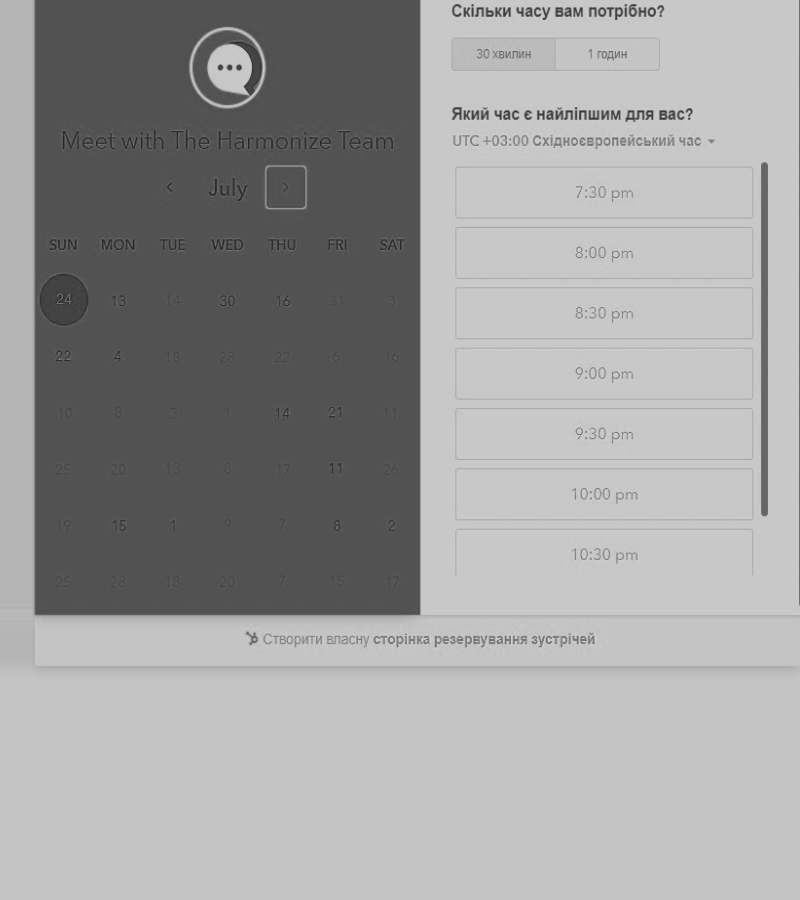 Meet with The Harmonize Team
July
SUN MON TUE WED THU FRI SAT
24 13 14 30 16 31 3
22 4 18 28 22 6 16
10 8 3 1 14 21 11
25 20 13 8 17 11 26
19 15 1 9 7 8 2
25 28 18 20 7 15 17
Скільки часу вам потрібно?
30 хвилин 1 годин
Який час є найліпшим для вас?
UTC +03:00 Східноєвропейський час
7:30 pm
8:00 pm
8:30 pm
9:00 pm
9:30 pm
10:00 pm
10:30 pm
Створити власну сторінка резервування зустрічей